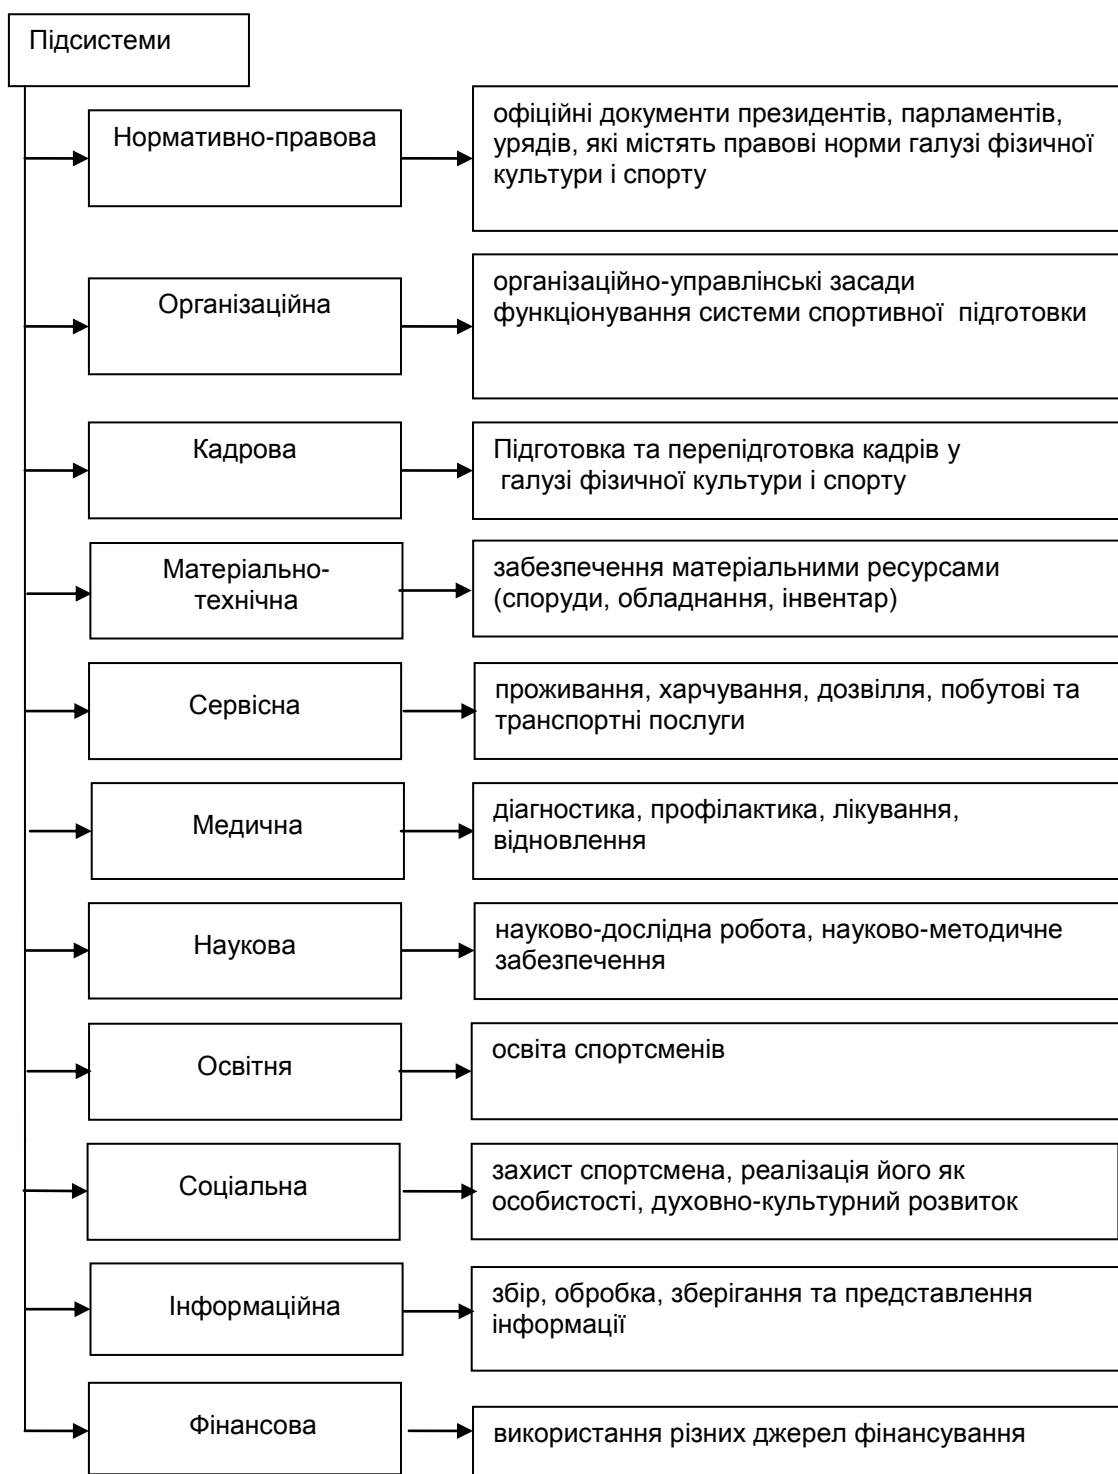 Підсистеми
Нормативно-правова
офіційні документи президентів, парламентів,
урядів, які містять правові норми галузі фізичної
культури і спорту
Організаційна
організаційно-управлінські засади
функціонування системи спортивної підготовки
Кадрова
Підготовка та перепідготовка кадрів у
галузі фізичної культури і спорту
Матеріально-
технічна
забезпечення матеріальними ресурсами
(споруди, обладнання, інвентар)
Сервісна
проживання, харчування, дозвілля, побутові та
транспортні послуги
Медична
діагностика, профілактика, лікування,
відновлення
Наукова
науково-дослідна робота, науково-методичне
забезпечення
Освітня
освіта спортсменів
Соціальна
захист спортсмена, реалізація його як
особистості, духовно-культурний розвиток
Інформаційна
збір, обробка, зберігання та представлення
інформації
Фінансова
використання різних джерел фінансування